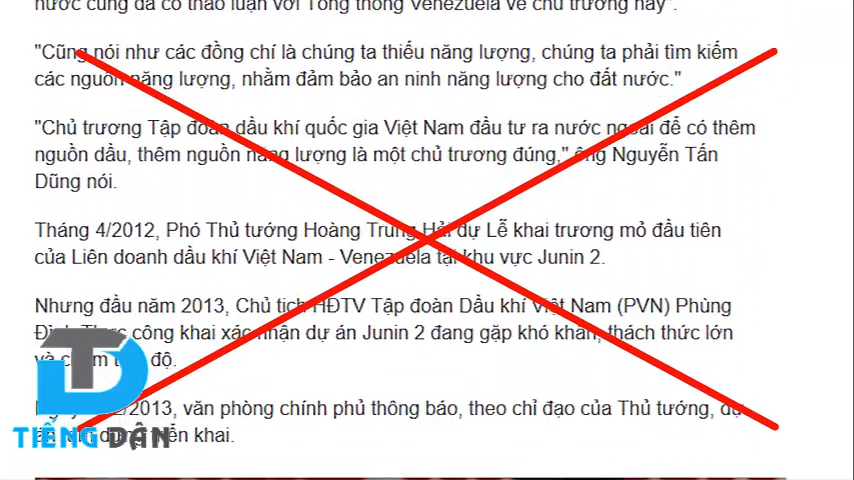 nước cũng đã có thảo luận với Tổng thống Venezuela về chủ trương này".
"Cũng nói như các đồng chí là chúng ta thiếu năng lượng, chúng ta phải tìm kiếm
các nguồn năng lượng, nhằm đảm bảo an ninh năng lượng cho đất nước."
"Chủ trương Tập đoàn dầu khí quốc gia Việt Nam đầu tư ra nước ngoài để có thêm
nguồn dầu, thêm nguồn năng lượng là một chủ trương đúng," ông Nguyễn Tấn
Dũng nói.
Tháng 4/2012, Phó Thủ tướng Hoàng Trung Hải dự Lễ khai trương mỏ đầu tiên
của Liên doanh dầu khí Việt Nam - Venezuela tại khu vực Junin 2.
Nhưng đầu năm 2013, Chủ tịch HĐTV Tập đoàn Dầu khí Việt Nam (PVN) Phùng
Đình Thực công khai xác nhận dự án Junin 2 đang gặp khó khăn, thách thức lớn
và chậm tiến độ.
2013, văn phòng chính phủ thông báo, theo chỉ đạo của Thủ tướng, dự
triển khai.
TD
TIẾNG DÂN